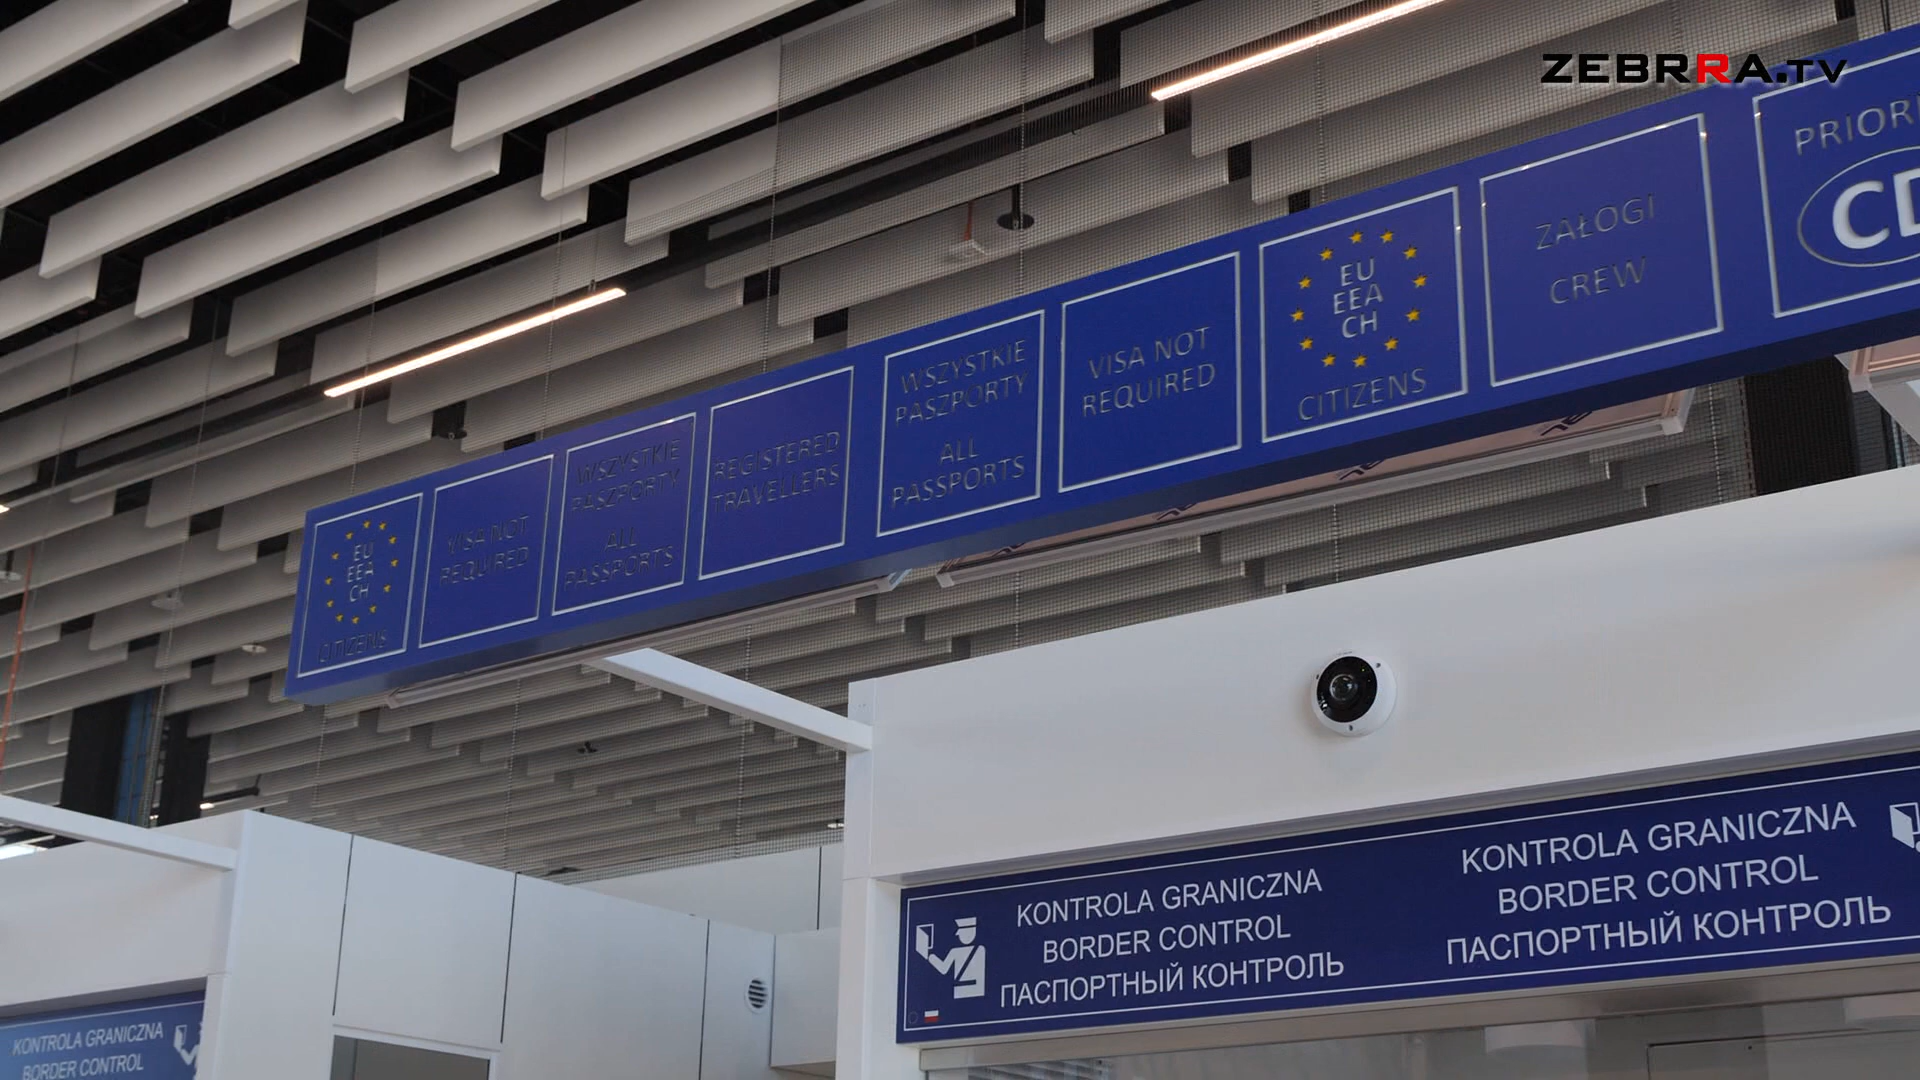 ZEBRRA.TV
EU
EEA
CH
CITIZENS
VISA NOT
REQUIRED
WSZYSTKIE
PASZPORTY
ALL
PASSPORTS
REGISTERED
TRAVELLERS
WSZYSTKIE
PASZPORTY
ALL
PASSPORTS
VISA NOT
REQUIRED
EU
EEA
CH
CITIZENS
ZAŁOGI
CREW
KONTROLA GRANICZNA
BORDER CONTROL
ПАСПОРТНЫЙ КОНТРОЛЬ
KONTROLA GRANICZNA
BORDER CONTROL
ПАСПОРТНЫЙ КОНТРОЛЬ
KONTROLA GRANICZNA
BORDER CONTROL